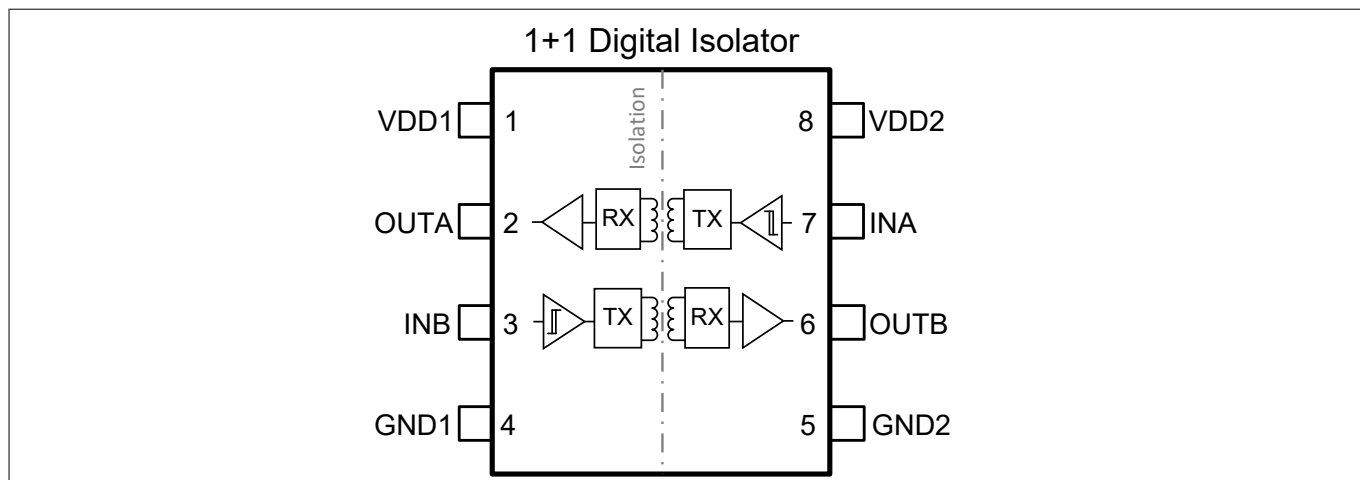 1+1 Digital Isolator
Isolation
VDD1 1 8 VDD2
OUTA 2 RX TX 7 INA
INB 3 TX RX 6 OUTB
GND1 4 5 GND2